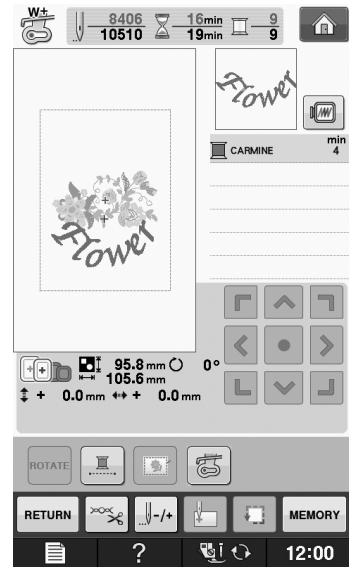 W+
8406 16min 9
10510 19min 9
Flower
min
CARMINE 4
Flower
95.8 mm 0°
105.6 mm
+ 0.0 mm + 0.0 mm
ROTATE
RETURN -/+ MEMORY
? 12:00